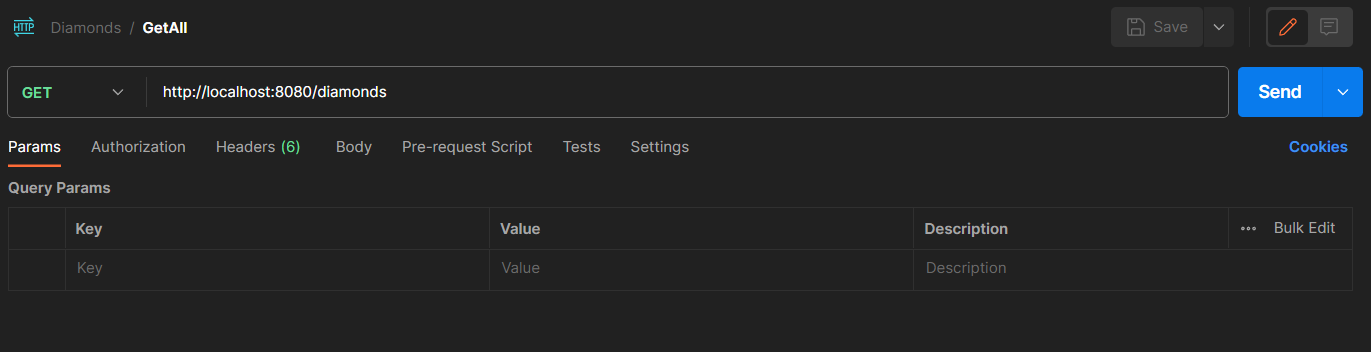 HTTP Diamonds / GetAll Save
GET http://localhost:8080/diamonds Send
Params Authorization Headers (6) Body Pre-request Script Tests Settings Cookies
Query Params
Key Value Description ••• Bulk Edit
Key Value Description